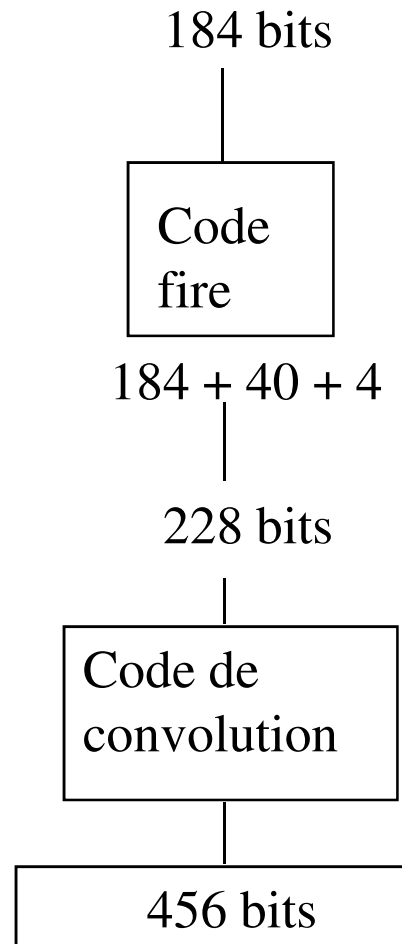 184 bits
Code
fire
184 + 40 + 4
228 bits
Code de
convolution
456 bits